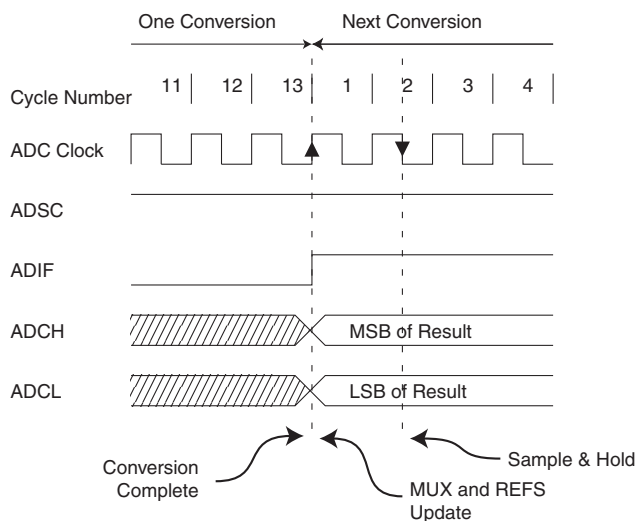 One Conversion Next Conversion
Cycle Number 11 12 13 1 2 3 4
ADC Clock
ADSC
ADIF
ADCH MSB of Result
ADCL LSB of Result
Conversion
Complete
MUX and REFS
Update
Sample & Hold